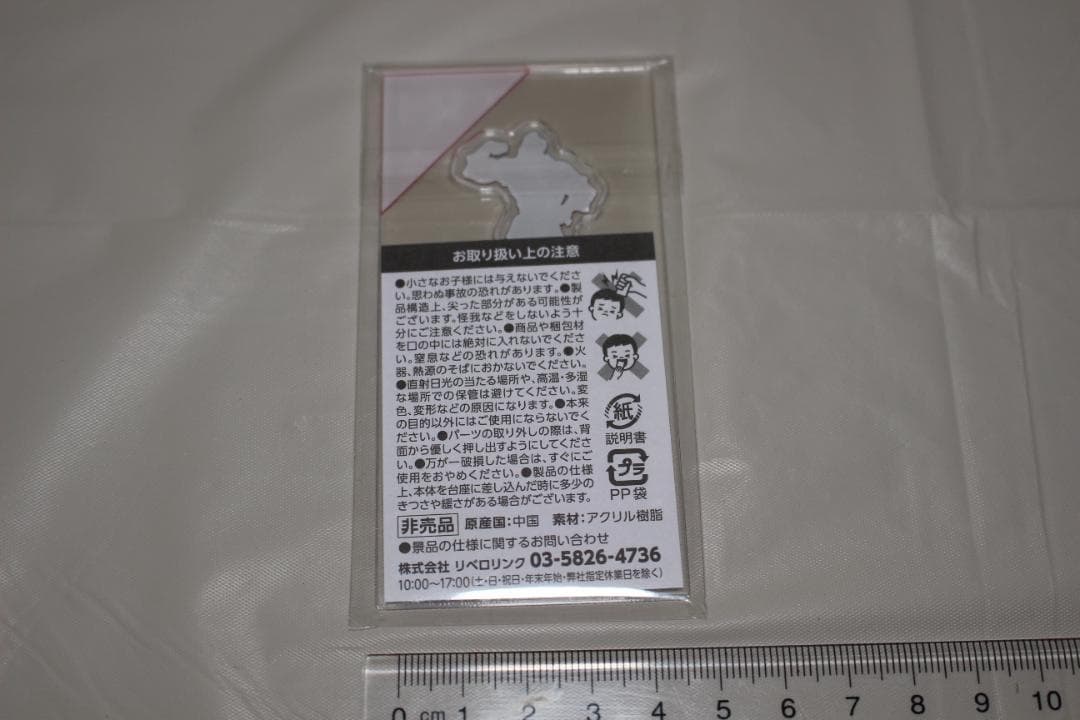 お取り扱い上の注意
●小さなお子様には与えないでくださ
い。思わぬ事故の恐れがあります。●製
品構造上、尖った部分がある可能性が
ございます。怪我などをしないよう十
分にご注意ください。●商品や梱包材
を口の中には絶対に入れないでくださ
い。窒息などの恐れがあります。●火
器、熱源のそばにおかないでください。
●直射日光の当たる場所や、高温・多湿
な場所での保管は避けてください。変
色、変形などの原因になります。●本来
の目的以外にはご使用にならないでく
ださい。●パーツの取り外しの際は、背
面から優しく押し出すようにしてくださ
い。●万が一破損した場合は、すぐにご
使用をおやめください。●製品の仕様
上、本体を台座に差し込んだ時に多少の
きつさや緩さがある場合がございます。
紙
説明書
プラ
PP袋
非売品 原産国：中国 素材：アクリル樹脂
●景品の仕様に関するお問い合わせ
株式会社 リベロリンク 03-5826-4736
10:00～17:00（土・日・祝日・年末年始・弊社指定休業日を除く）
0 cm 1 2 3 4 5 6 7 8 9 10